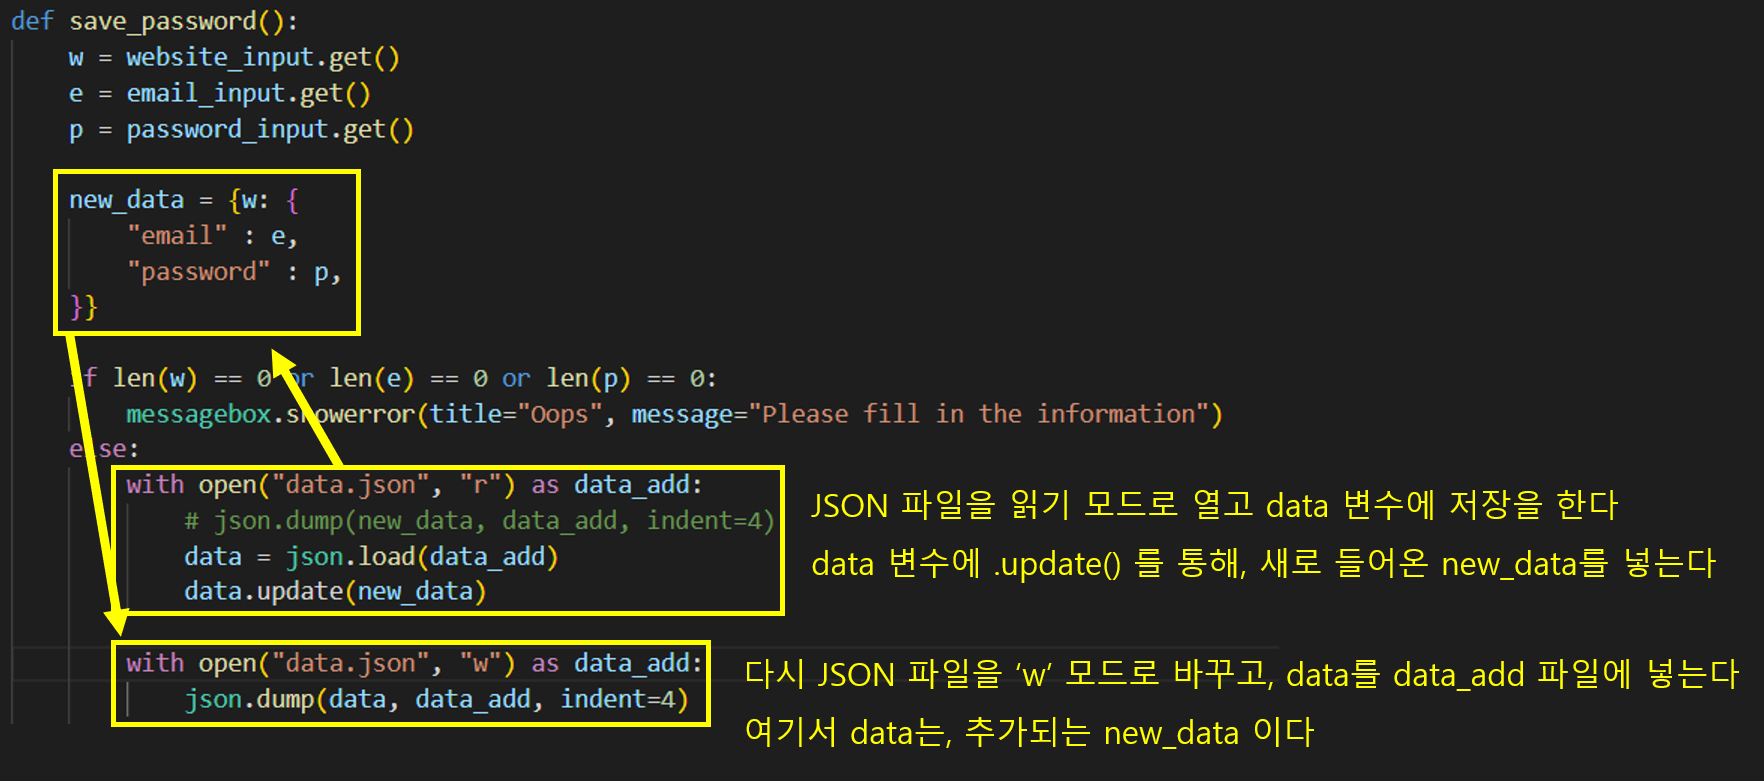 def save_password():
w = website_input.get()
e = email_input.get()
p = password_input.get()
new_data = {w: {
"email" : e,
"password" : p,
}}
if len(w) == 0 or len(e) == 0 or len(p) == 0:
messagebox.showerror(title="Oops", message="Please fill in the information")
else:
with open("data.json", "r") as data_add:
# json.dump(new_data, data_add, indent=4)
data = json.load(data_add)
data.update(new_data)
JSON 파일을 읽기 모드로 열고 data 변수에 저장을 한다
data 변수에 .update() 를 통해, 새로 들어온 new_data를 넣는다
with open("data.json", "w") as data_add:
json.dump(data, data_add, indent=4)
다시 JSON 파일을 ‘w’ 모드로 바꾸고, data를 data_add 파일에 넣는다
여기서 data는, 추가되는 new_data 이다